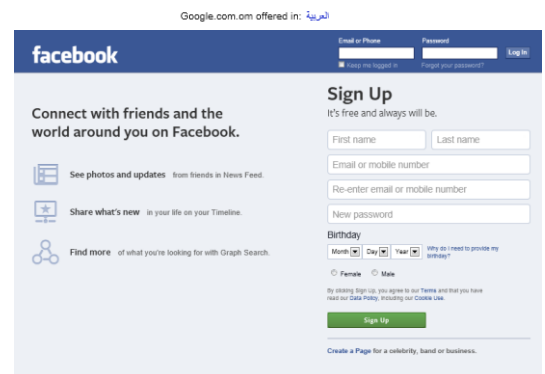 Google.com.om offered in: العربية
Email or Phone
Password
facebook
Log In
Keep me logged in
Forgot your password?
Connect with friends and the
world around you on Facebook.
See photos and updates from friends in News Feed.
Share what's new in your life on your Timeline.
Find more of what you're looking for with Graph Search.
Sign Up
It's free and always will be.
First name
Last name
Email or mobile number
Re-enter email or mobile number
New password
Birthday
Month Day Year
Why do I need to provide my
birthday?
Female Male
By clicking Sign Up, you agree to our Terms and that you have
read our Data Policy, including our Cookie Use.
Sign Up
Create a Page for a celebrity, band or business.